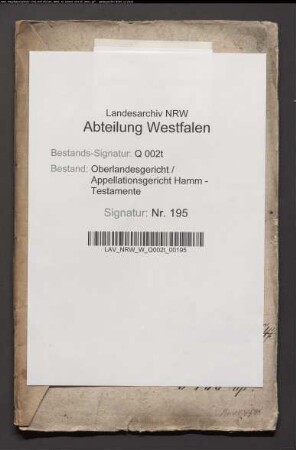 Landesarchiv NRW
Abteilung Westfalen
Bestands-Signatur: Q 002t
Bestand: Oberlandesgericht /
Appellationsgericht Hamm -
Testamente
Signatur: Nr. 195
LAV_NRW_W_Q002t_00195